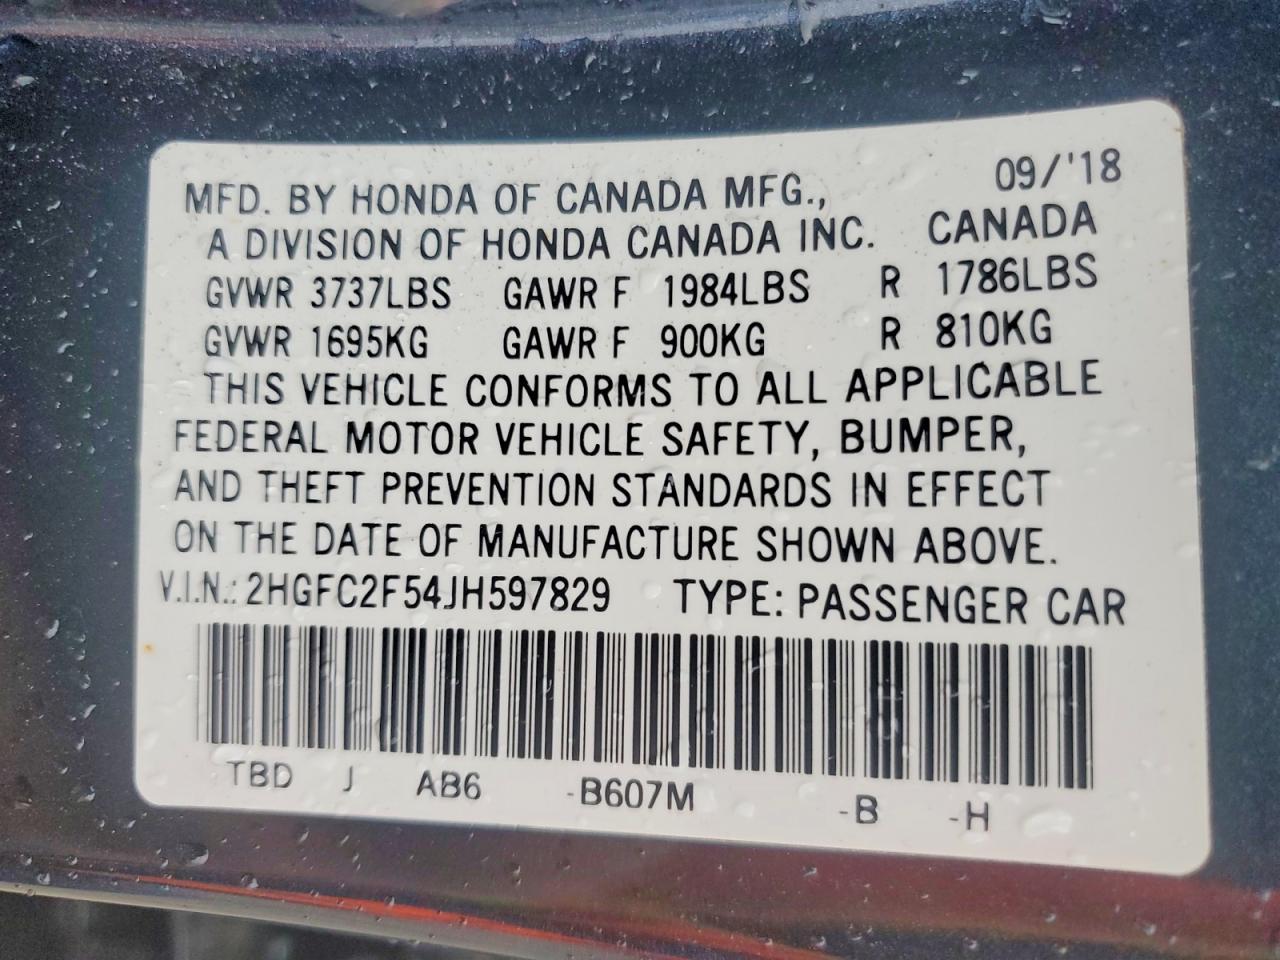 09/'18
MFD. BY HONDA OF CANADA MFG.,
A DIVISION OF HONDA CANADA INC. CANADA
GVWR 3737LBS GAWR F 1984LBS R 1786LBS
GVWR 1695KG GAWR F 900KG R 810KG
THIS VEHICLE CONFORMS TO ALL APPLICABLE
FEDERAL MOTOR VEHICLE SAFETY, BUMPER,
AND THEFT PREVENTION STANDARDS IN EFFECT
ON THE DATE OF MANUFACTURE SHOWN ABOVE.
V.I.N.: 2HGFC2F54JH597829 TYPE: PASSENGER CAR
TBD J AB6 -B607M -B -H